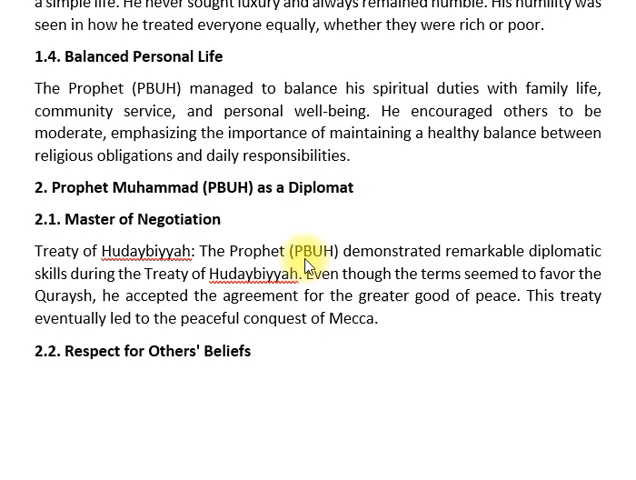 a simple life. He never sought luxury and always remained humble. His humility was
seen in how he treated everyone equally, whether they were rich or poor.
1.4. Balanced Personal Life
The Prophet (PBUH) managed to balance his spiritual duties with family life,
community service, and personal well-being. He encouraged others to be
moderate, emphasizing the importance of maintaining a healthy balance between
religious obligations and daily responsibilities.
2. Prophet Muhammad (PBUH) as a Diplomat
2.1. Master of Negotiation
Treaty of Hudaybiyyah: The Prophet (PBUH) demonstrated remarkable diplomatic
skills during the Treaty of Hudaybiyyah. Even though the terms seemed to favor the
Quraysh, he accepted the agreement for the greater good of peace. This treaty
eventually led to the peaceful conquest of Mecca.
2.2. Respect for Others' Beliefs